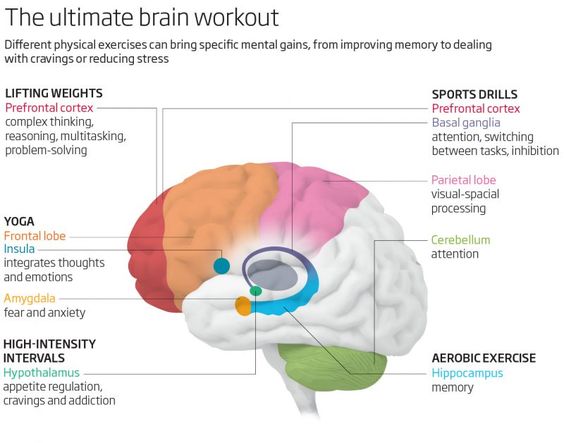 The ultimate brain workout
Different physical exercises can bring specific mental gains, from improving memory to dealing
with cravings or reducing stress
LIFTING WEIGHTS
Prefrontal cortex
complex thinking,
reasoning, multitasking,
problem-solving
YOGA
Frontal lobe
Insula
integrates thoughts
and emotions
Amygdala
fear and anxiety
HIGH-INTENSITY
INTERVALS
Hypothalamus
appetite regulation,
cravings and addiction
SPORTS DRILLS
Prefrontal cortex
Basal ganglia
attention, switching
between tasks, inhibition
Parietal lobe
visual-spacial
processing
Cerebellum
attention
AEROBIC EXERCISE
Hippocampus
memory